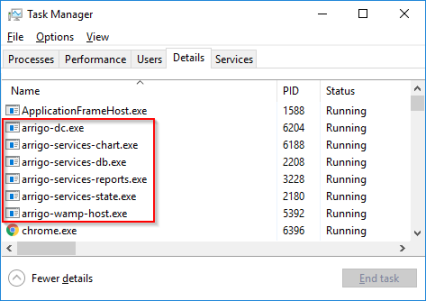 Task Manager
File Options View
Processes Performance Users Details Services
Name PID Status
ApplicationFrameHost.exe 1588 Running
arrigo-dc.exe 6204 Running
arrigo-services-chart.exe 6188 Running
arrigo-services-db.exe 2208 Running
arrigo-services-reports.exe 3228 Running
arrigo-services-state.exe 2180 Running
arrigo-wamp-host.exe 5392 Running
chrome.exe 6396 Running
Fewer details End task